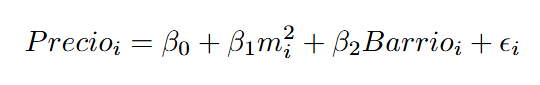 Precio_i = β_0 + β_1 m_i^2 + β_2 Barrio_i + ϵ_i